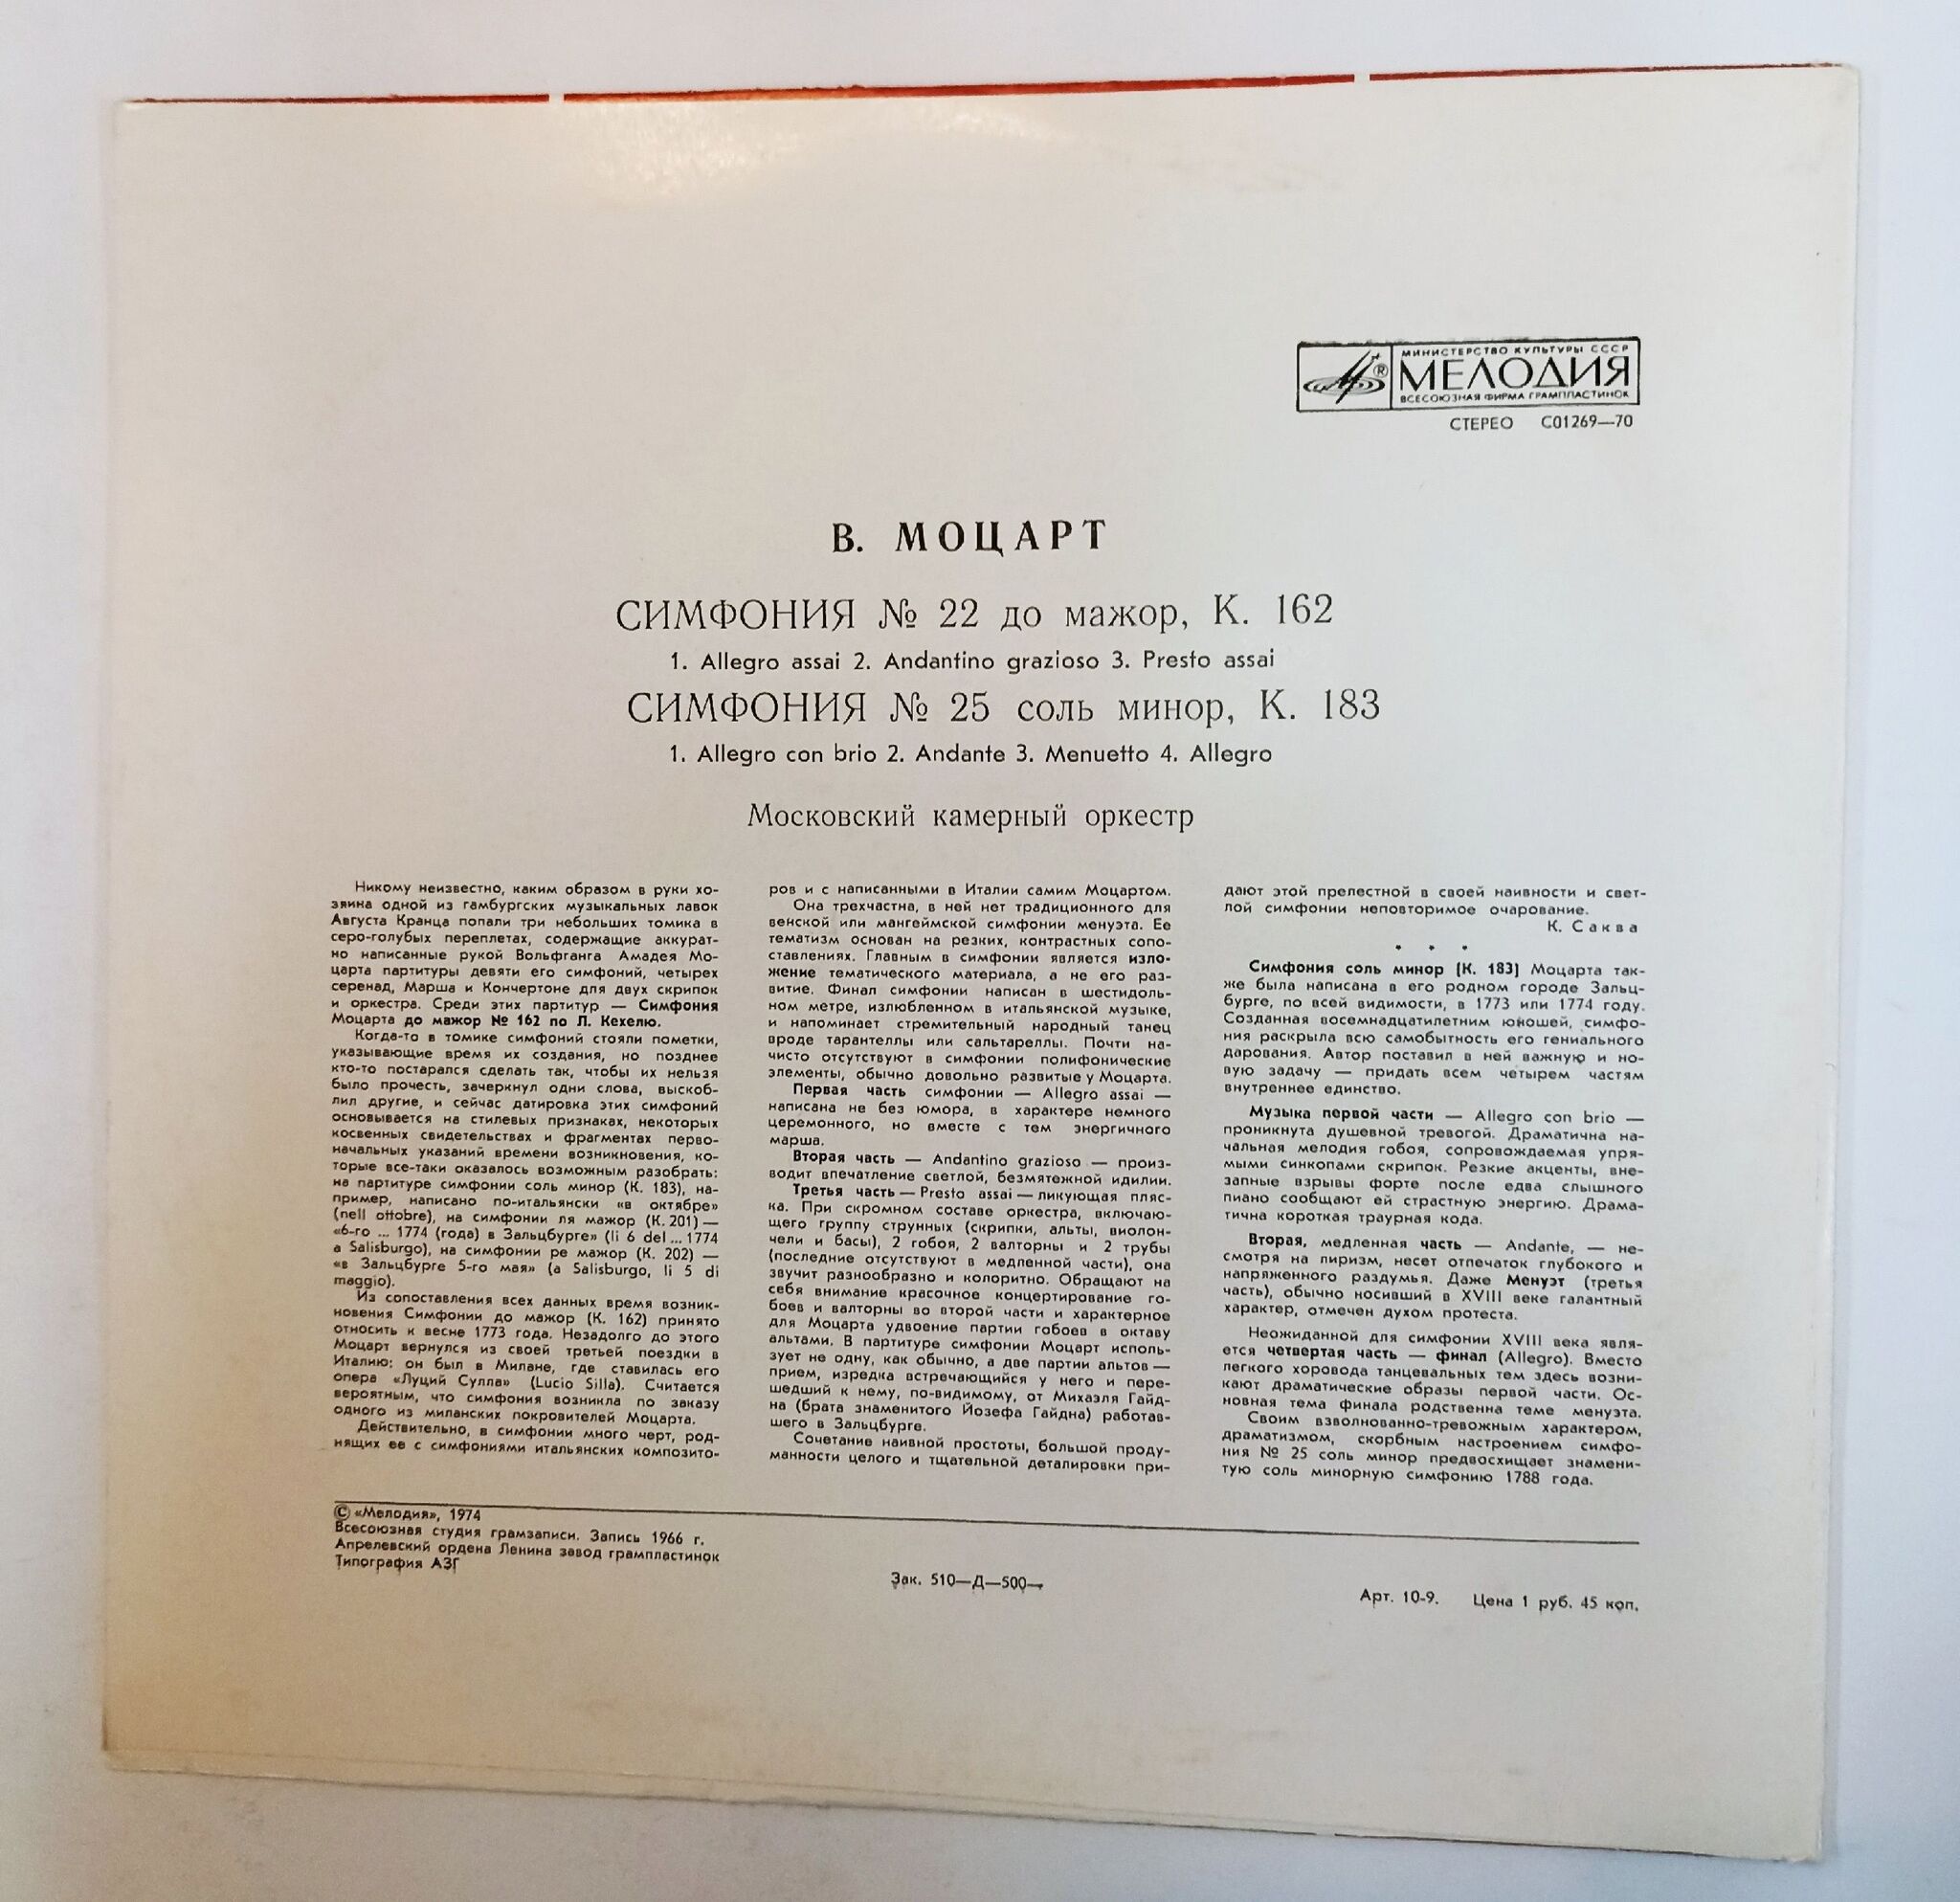 МИНИСТЕРСТВО КУЛЬТУРЫ СССР
МЕЛОДИЯ
ВСЕСОЮЗНАЯ ФИРМА ГРАМПЛАСТИНОК
СТЕРЕО С01269—70
В. МОЦАРТ
СИМФОНИЯ № 22 до мажор, К. 162
1. Allegro assai 2. Andantino grazioso 3. Presto assai
СИМФОНИЯ № 25 соль минор, К. 183
1. Allegro con brio 2. Andante 3. Menuetto 4. Allegro
Московский камерный оркестр
Никому неизвестно, каким образом в руки хо-
зяина одной из гамбургских музыкальных лавок
Августа Кранца попали три небольших томика в
серо-голубых переплетах, содержащие аккурат-
но написанные рукой Вольфганга Амадея Мо-
царта партитуры девяти его симфоний, четырех
серенад, Марша и Кончертоне для двух скрипок
и оркестра. Среди этих партитур — Симфония
Моцарта до мажор № 162 по Л. Кехелю.
Когда-то в томике симфоний стояли пометки,
указывающие время их создания, но позднее
кто-то постарался сделать так, чтобы их нельзя
было прочесть, зачеркнул одни слова, выскоб-
лил другие, и сейчас датировка этих симфоний
основывается на стилевых признаках, некоторых
косвенных свидетельствах и фрагментах перво-
начальных указаний времени возникновения, ко-
торые все-таки оказалось возможным разобрать:
на партитуре симфонии соль минор (К. 183), на-
пример, написано по-итальянски «в октябре»
(nell ottobre), на симфонии ля мажор (К. 201) —
«6-го ... 1774 (года) в Зальцбурге» (li 6 del ... 1774
a Salisburgo), на симфонии ре мажор (К. 202) —
«в Зальцбурге 5-го мая» (a Salisburgo, li 5 di
maggio).
Из сопоставления всех данных время возник-
новения Симфонии до мажор (К. 162) принято
относить к весне 1773 года. Незадолго до этого
Моцарт вернулся из своей третьей поездки в
Италию: он был в Милане, где ставилась его
опера «Луций Сулла» (Lucio Silla). Считается
вероятным, что симфония возникла по заказу
одного из миланских покровителей Моцарта.
Действительно, в симфонии много черт, род-
нящих ее с симфониями итальянских композито-
ров и с написанными в Италии самим Моцартом.
Она трехчастна, в ней нет традиционного для
венской или мангеймской симфонии менуэта. Ее
тематизм основан на резких, контрастных сопо-
ставлениях. Главным в симфонии является изло-
жение тематического материала, а не его раз-
витие. Финал симфонии написан в шестидоль-
ном метре, излюбленном в итальянской музыке,
и напоминает стремительный народный танец
вроде тарантеллы или сальтареллы. Почти на-
чисто отсутствуют в симфонии полифонические
элементы, обычно довольно развитые у Моцарта.
Первая часть симфонии — Allegro assai —
написана не без юмора, в характере немного
церемонного, но вместе с тем энергичного
марша.
Вторая часть — Andantino grazioso — произ-
водит впечатление светлой, безмятежной идилии.
Третья часть — Presto assai — ликующая пляс-
ка. При скромном составе оркестра, включаю-
щего группу струнных (скрипки, альты, виолон-
чели и басы), 2 гобоя, 2 валторны и 2 трубы
(последние отсутствуют в медленной части), она
звучит разнообразно и колоритно. Обращают на
себя внимание красочное концертирование го-
боев и валторны во второй части и характерное
для Моцарта удвоение партии гобоев в октаву
альтами. В партитуре симфонии Моцарт исполь-
зует не одну, как обычно, а две партии альтов —
прием, изредка встречающийся у него и пере-
шедший к нему, по-видимому, от Михаэля Гайд-
на (брата знаменитого Йозефа Гайдна) работав-
шего в Зальцбурге.
Сочетание наивной простоты, большой проду-
манности целого и тщательной деталировки при-
дают этой прелестной в своей наивности и свет-
лой симфонии неповторимое очарование.
К. Саква
• • •
Симфония соль минор (К. 183) Моцарта так-
же была написана в его родном городе Зальц-
бурге, по всей видимости, в 1773 или 1774 году.
Созданная восемнадцатилетним юношей, симфо-
ния раскрыла всю самобытность его гениального
дарования. Автор поставил в ней важную и но-
вую задачу — придать всем четырем частям
внутреннее единство.
Музыка первой части — Allegro con brio —
проникнута душевной тревогой. Драматична на-
чальная мелодия гобоя, сопровождаемая упря-
мыми синкопами скрипок. Резкие акценты, вне-
запные взрывы форте после едва слышного
пиано сообщают ей страстную энергию. Драма-
тична короткая траурная кода.
Вторая, медленная часть — Andante, — не-
смотря на лиризм, несет отпечаток глубокого и
напряженного раздумья. Даже Менуэт (третья
часть), обычно носивший в XVIII веке галантный
характер, отмечен духом протеста.
Неожиданной для симфонии XVIII века явля-
ется четвертая часть — финал (Allegro). Вместо
легкого хоровода танцевальных тем здесь возни-
кают драматические образы первой части. Ос-
новная тема финала родственна теме менуэта.
Своим взволнованно-тревожным характером,
драматизмом, скорбным настроением симфо-
ния № 25 соль минор предвосхищает знамени-
тую соль минорную симфонию 1788 года.
© «Мелодия», 1974
Всесоюзная студия грамзаписи. Запись 1966 г.
Апрелевский ордена Ленина завод грампластинок
Типография АЗГ
Зак. 510—Д—500—
Арт. 10-9. Цена 1 руб. 45 коп.